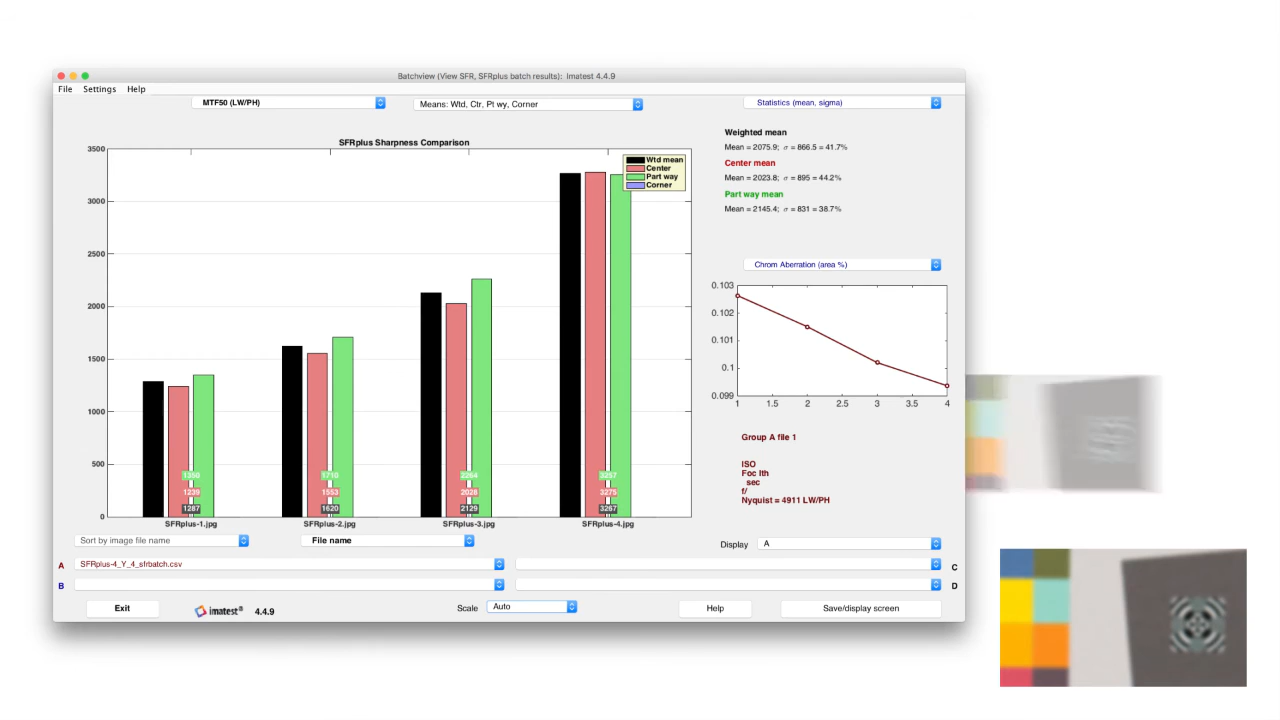 Batchview (View SFR, SFRplus batch results): Imatest 4.4.9
File Settings Help
MTF50 (LW/PH)
Means: Wtd, Ctr, Pt wy, Corner
Statistics (mean, sigma)
SFRplus Sharpness Comparison
3500
3000
2500
2000
1500
1000
500
0
Wtd mean
Center
Part way
Corner
1350
1239
1287
1710
1553
1620
2264
2028
2129
3257
3275
3267
SFRplus-1.jpg SFRplus-2.jpg SFRplus-3.jpg SFRplus-4.jpg
Weighted mean
Mean = 2075.9; σ = 866.5 = 41.7%
Center mean
Mean = 2023.8; σ = 895 = 44.2%
Part way mean
Mean = 2145.4; σ = 831 = 38.7%
Chrom Aberration (area %)
0.103
0.102
0.101
0.1
0.099
1 1.5 2 2.5 3 3.5 4
Group A file 1
ISO
Foc lth
sec
f/
Nyquist = 4911 LW/PH
Sort by image file name
File name
Display A
A SFRplus-4_Y_4_sfrbatch.csv C
B D
Exit
imatest® 4.4.9
Scale Auto
Help
Save/display screen